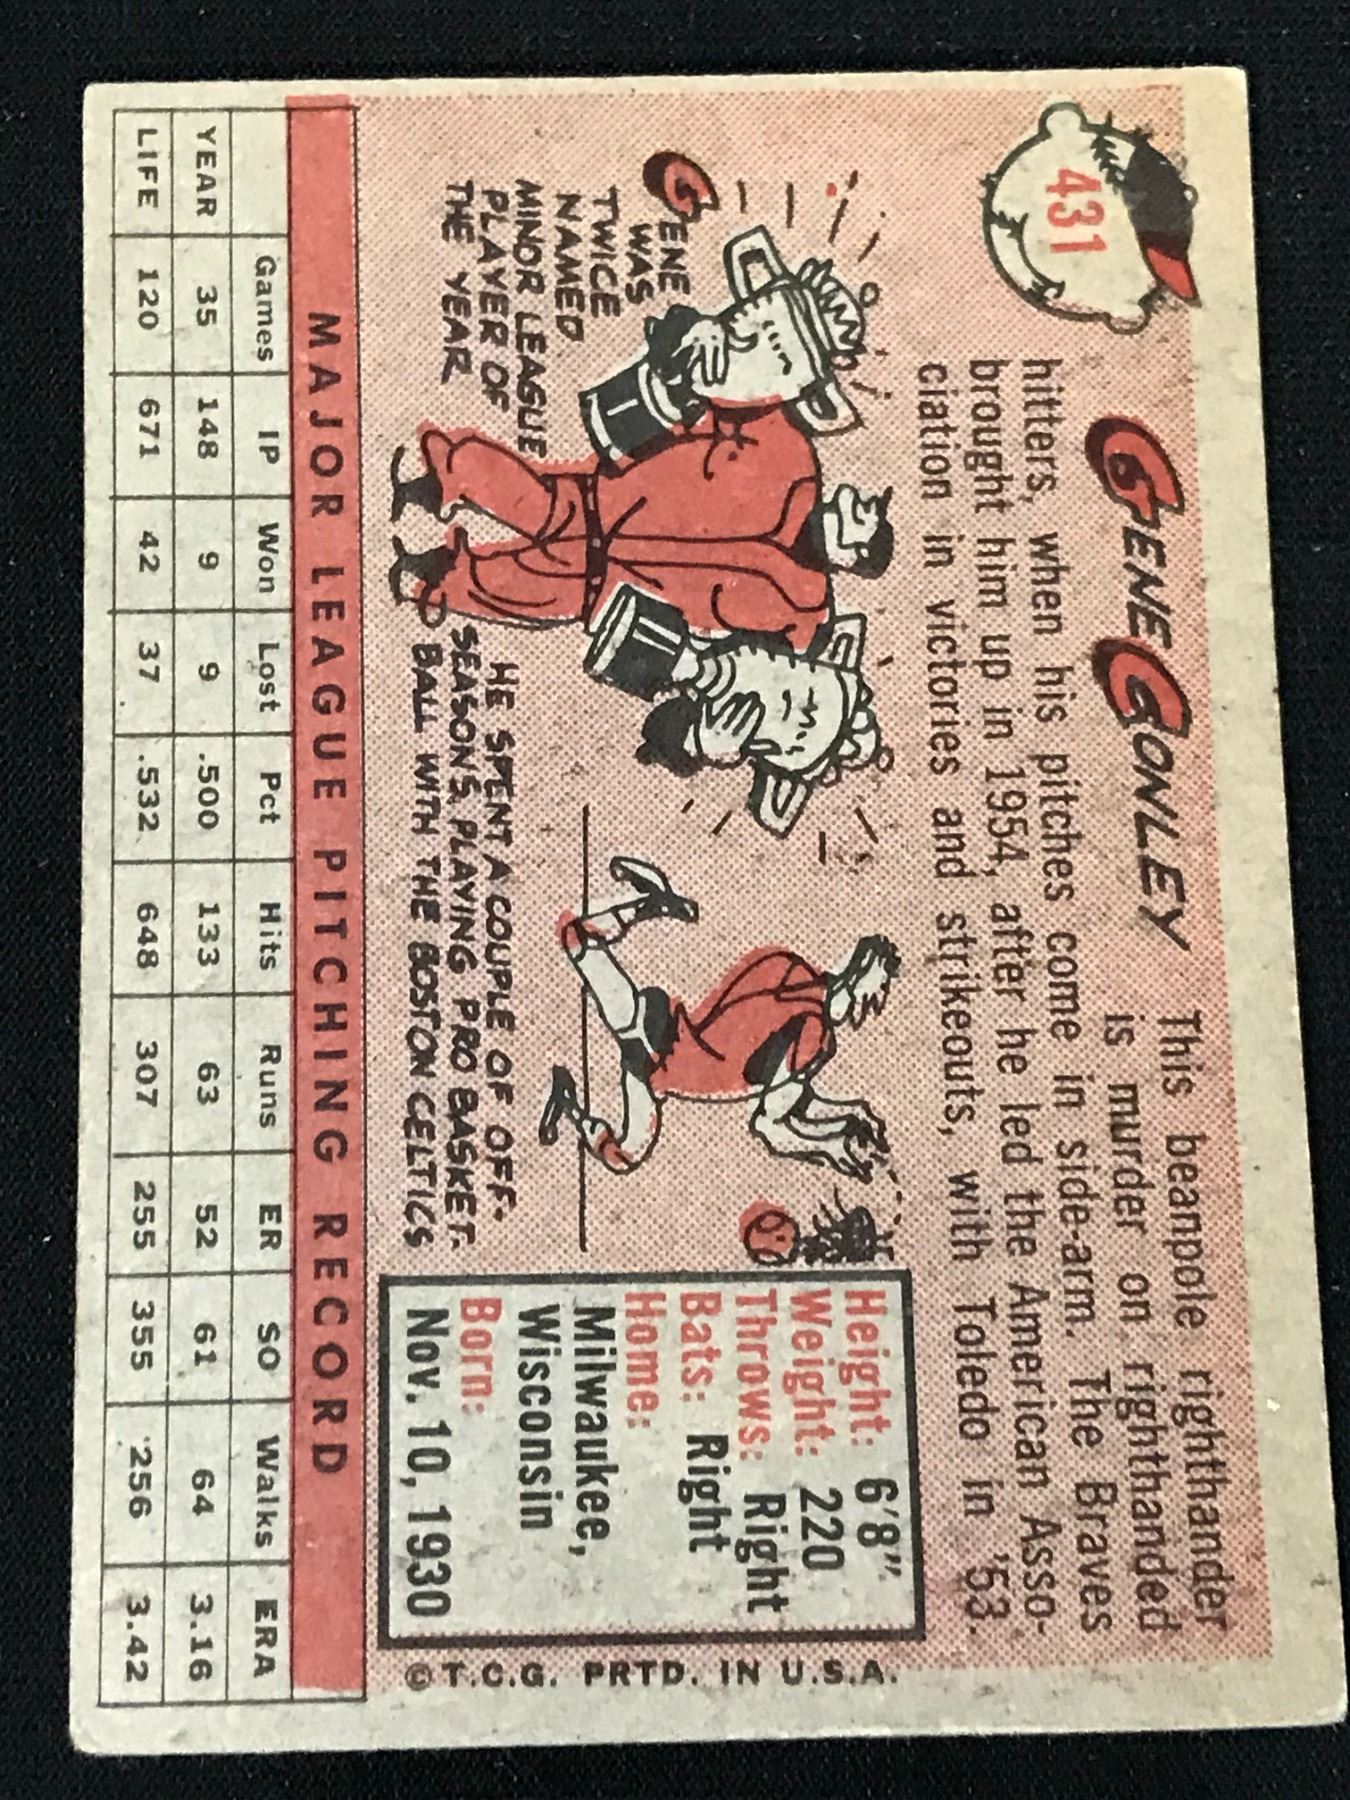 431
GENE CONLEY
This beanpole righthander
is murder on righthanded
hitters, when his pitches come in side-arm. The Braves
brought him up in 1954, after he led the American Asso-
ciation in victories and strikeouts, with Toledo in '53.
GENE
WAS
TWICE
NAMED
MINOR LEAGUE
PLAYER OF
THE YEAR
HE SPENT A COUPLE OF OFF-
SEASONS PLAYING PRO BASKET-
BALL WITH THE BOSTON CELTICS
Height: 6'8"
Weight: 220
Throws: Right
Bats: Right
Home:
Milwaukee,
Wisconsin
Born:
Nov. 10, 1930
© T.C.G. PRTD. IN U.S.A.
MAJOR LEAGUE PITCHING RECORD
Games IP Won Lost Pct Hits Runs ER SO Walks ERA
YEAR 35 148 9 9 .500 133 63 52 61 64 3.16
LIFE 120 671 42 37 .532 648 307 255 355 256 3.42